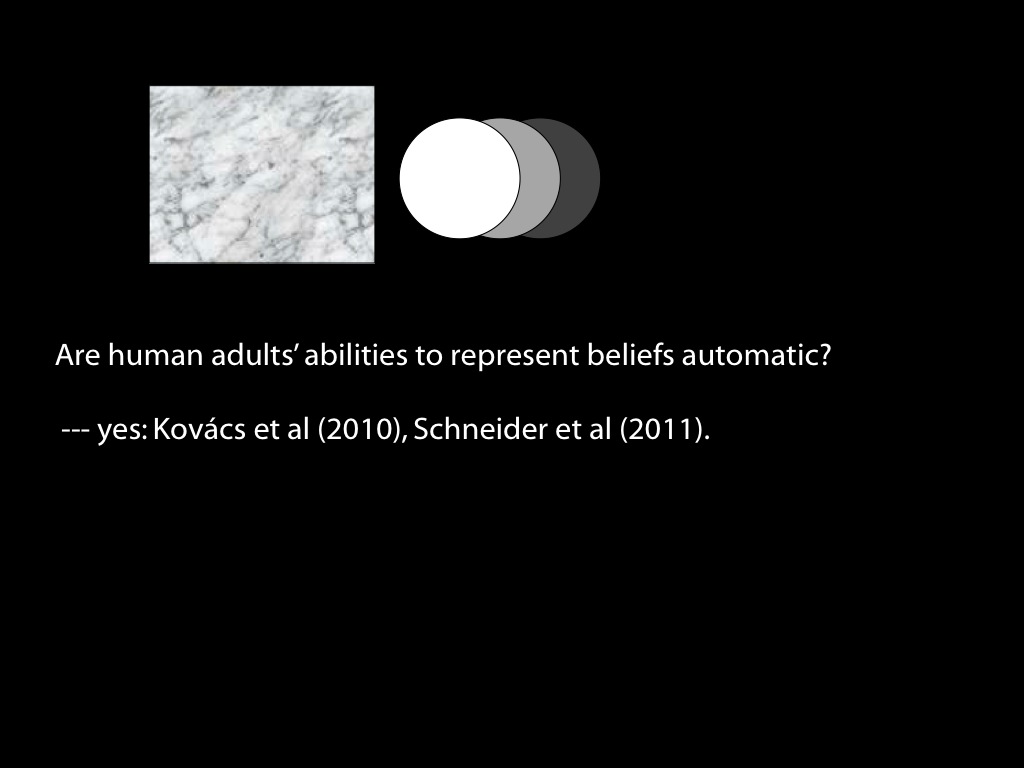 Are human adults’ abilities to represent beliefs automatic?
--- yes: Kovács et al (2010), Schneider et al (2011).